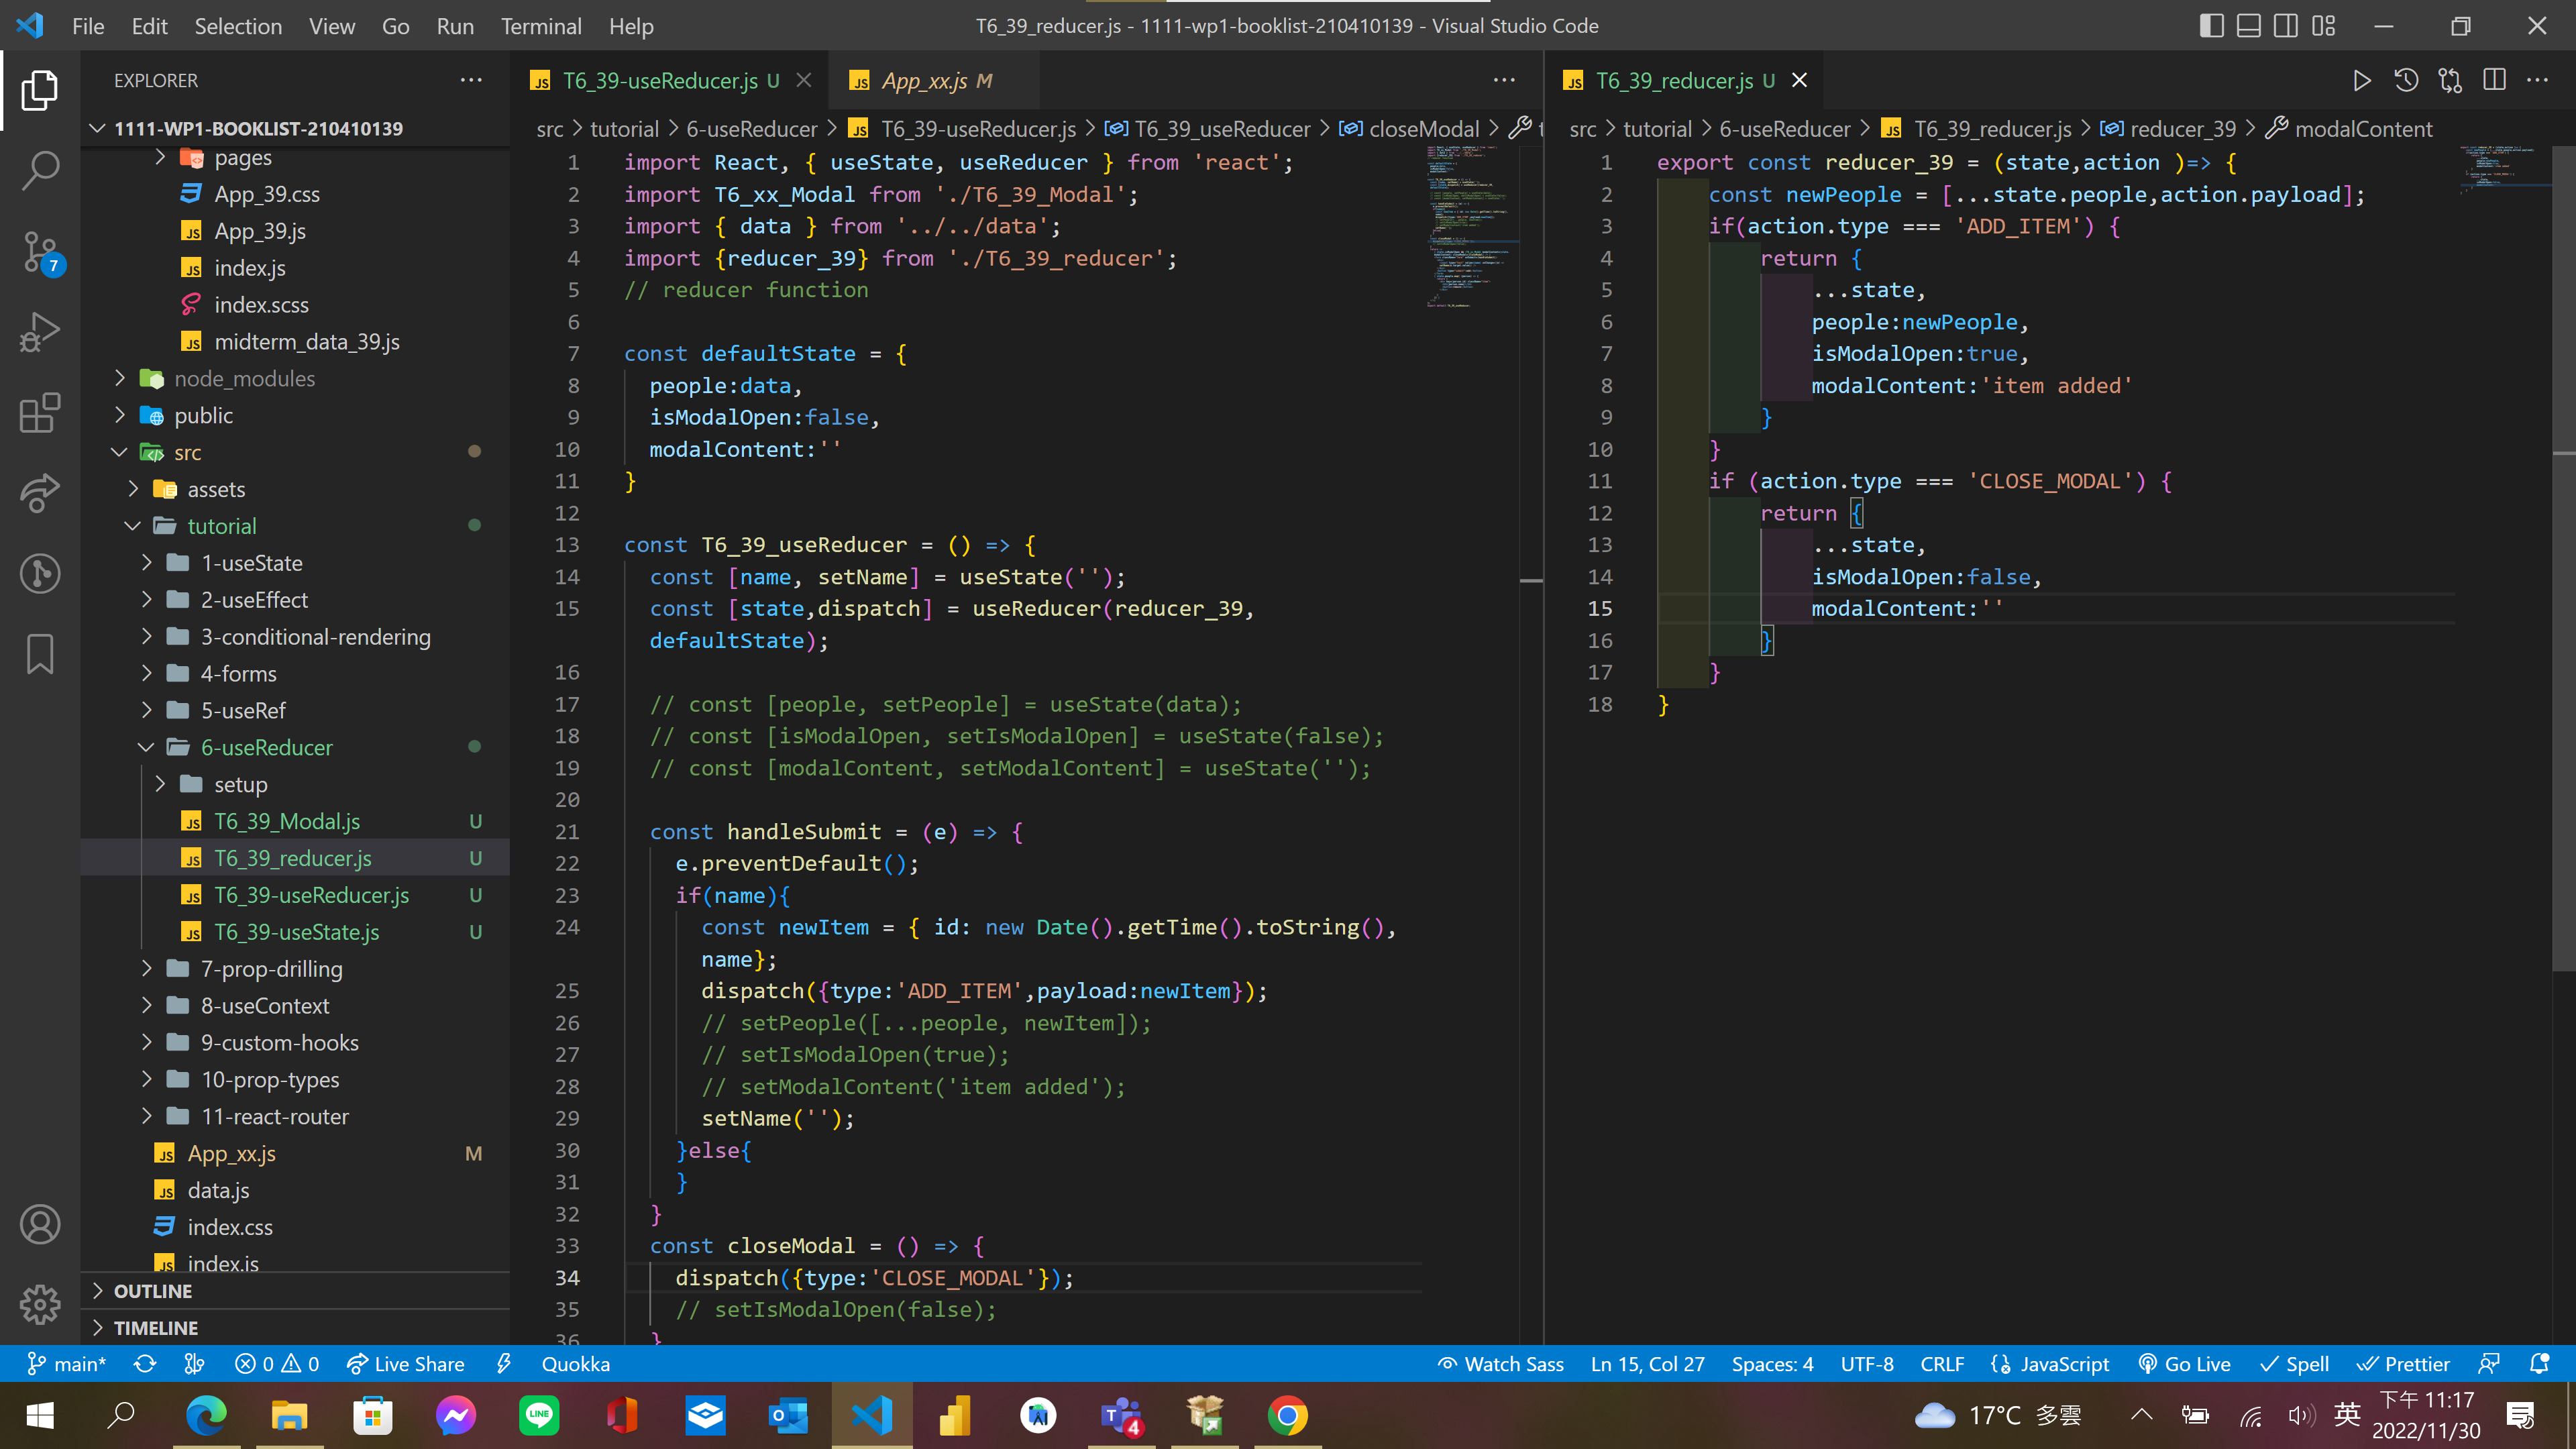 File Edit Selection View Go Run Terminal Help
T6_39_reducer.js - 1111-wp1-booklist-210410139 - Visual Studio Code
EXPLORER
1111-WP1-BOOKLIST-210410139
pages
App_39.css
App_39.js
index.js
index.scss
midterm_data_39.js
node_modules
public
src
assets
tutorial
1-useState
2-useEffect
3-conditional-rendering
4-forms
5-useRef
6-useReducer
setup
T6_39_Modal.js U
T6_39_reducer.js U
T6_39-useReducer.js U
T6_39-useState.js U
7-prop-drilling
8-useContext
9-custom-hooks
10-prop-types
11-react-router
App_xx.js M
data.js
index.css
index.js
OUTLINE
TIMELINE
7
T6_39-useReducer.js U
App_xx.js M
src > tutorial > 6-useReducer > T6_39-useReducer.js > T6_39_useReducer > closeModal >
1 import React, { useState, useReducer } from 'react';
2 import T6_xx_Modal from './T6_39_Modal';
3 import { data } from '../../data';
4 import {reducer_39} from './T6_39_reducer';
5 // reducer function
6
7 const defaultState = {
8 people:data,
9 isModalOpen:false,
10 modalContent:''
11 }
12
13 const T6_39_useReducer = () => {
14 const [name, setName] = useState('');
15 const [state,dispatch] = useReducer(reducer_39,
defaultState);
16
17 // const [people, setPeople] = useState(data);
18 // const [isModalOpen, setIsModalOpen] = useState(false);
19 // const [modalContent, setModalContent] = useState('');
20
21 const handleSubmit = (e) => {
22 e.preventDefault();
23 if(name){
24 const newItem = { id: new Date().getTime().toString(),
name};
25 dispatch({type:'ADD_ITEM',payload:newItem});
26 // setPeople([...people, newItem]);
27 // setIsModalOpen(true);
28 // setModalContent('item added');
29 setName('');
30 }else{
31 }
32 }
33 const closeModal = () => {
34 dispatch({type:'CLOSE_MODAL'});
35 // setIsModalOpen(false);
36 }
T6_39_reducer.js U
src > tutorial > 6-useReducer > T6_39_reducer.js > reducer_39 > modalContent
1 export const reducer_39 = (state,action )=> {
2 const newPeople = [...state.people,action.payload];
3 if(action.type === 'ADD_ITEM') {
4 return {
5 ...state,
6 people:newPeople,
7 isModalOpen:true,
8 modalContent:'item added'
9 }
10 }
11 if (action.type === 'CLOSE_MODAL') {
12 return {
13 ...state,
14 isModalOpen:false,
15 modalContent:''
16 }
17 }
18 }
main* 0 0 Live Share Quokka Watch Sass Ln 15, Col 27 Spaces: 4 UTF-8 CRLF JavaScript Go Live Spell Prettier
LINE
4
17°C 多雲
英
下午 11:17
2022/11/30